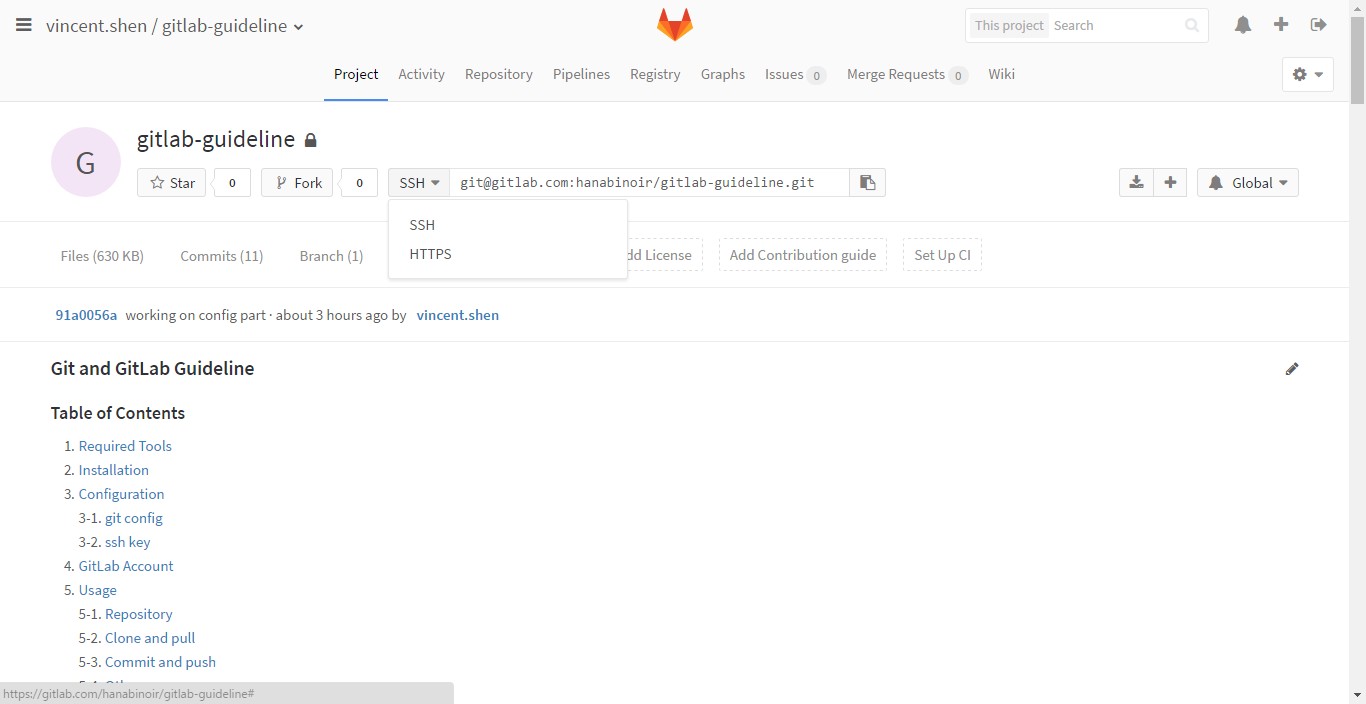 vincent.shen / gitlab-guideline
This project Search
Project Activity Repository Pipelines Registry Graphs Issues 0 Merge Requests 0 Wiki
G
gitlab-guideline
Star 0 Fork 0 SSH git@gitlab.com:hanabinoir/gitlab-guideline.git Global
SSH
HTTPS
Files (630 KB) Commits (11) Branch (1) dd License Add Contribution guide Set Up CI
91a0056a working on config part · about 3 hours ago by vincent.shen
Git and GitLab Guideline
Table of Contents
1. Required Tools
2. Installation
3. Configuration
3-1. git config
3-2. ssh key
4. GitLab Account
5. Usage
5-1. Repository
5-2. Clone and pull
5-3. Commit and push
https://gitlab.com/hanabinoir/gitlab-guideline#